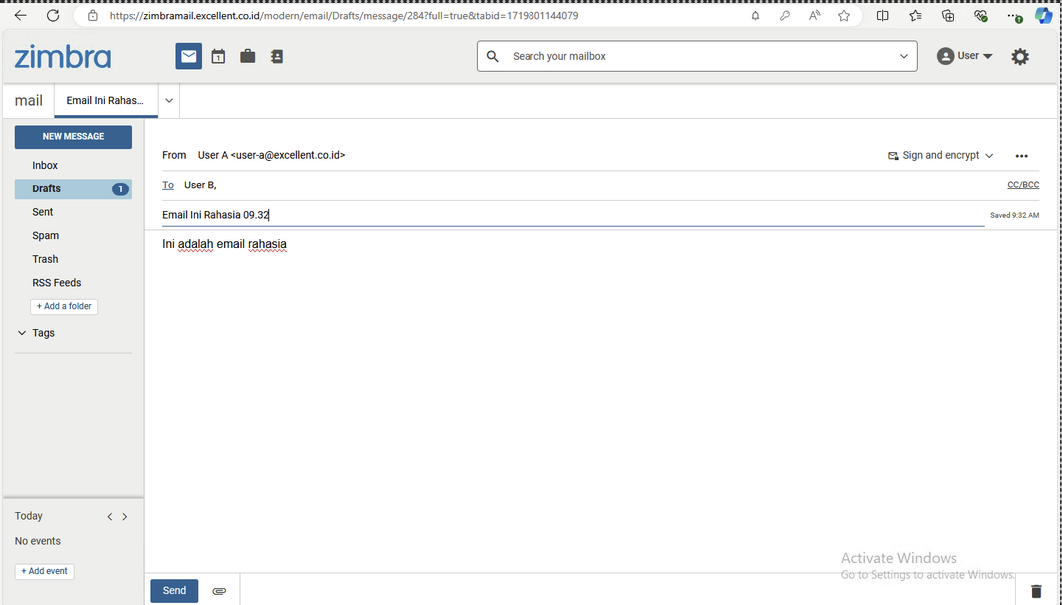 https://zimbramail.excellent.co.id/modern/email/Drafts/message/284?full=true&tabid=1719801144079
zimbra
1
Search your mailbox
User
mail
Email Ini Rahas...
NEW MESSAGE
Inbox
Drafts 1
Sent
Spam
Trash
RSS Feeds
+ Add a folder
Tags
From User A <user-a@excellent.co.id>
Sign and encrypt
To User B,
CC/BCC
Email Ini Rahasia 09.32
Saved 9:32 AM
Ini adalah email rahasia
Today
No events
+ Add event
Send
Activate Windows
Go to Settings to activate Windows.